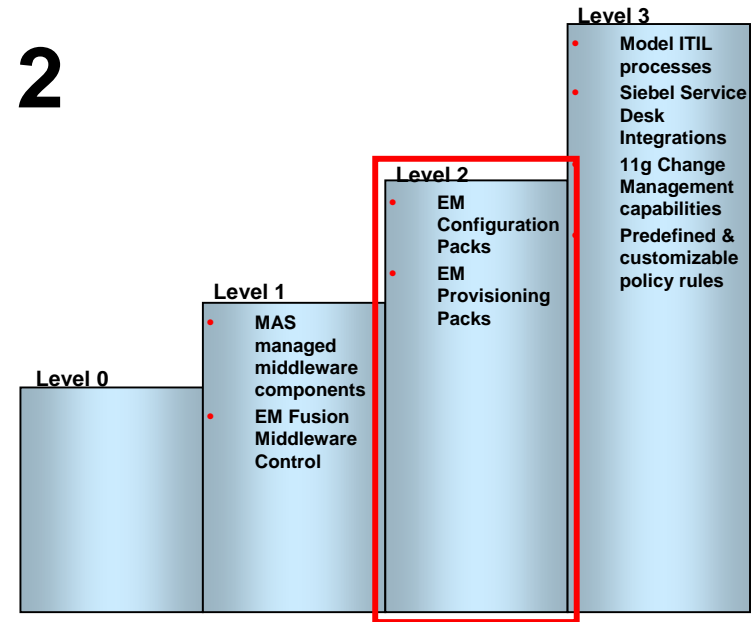 2
Level 0
Level 1
• MAS
managed
middleware
components
• EM Fusion
Middleware
Control
Level 2
• EM
Configuration
Packs
• EM
Provisioning
Packs
Level 3
• Model ITIL
processes
• Siebel Service
Desk
Integrations
11g Change
Management
capabilities
• Predefined &
customizable
policy rules